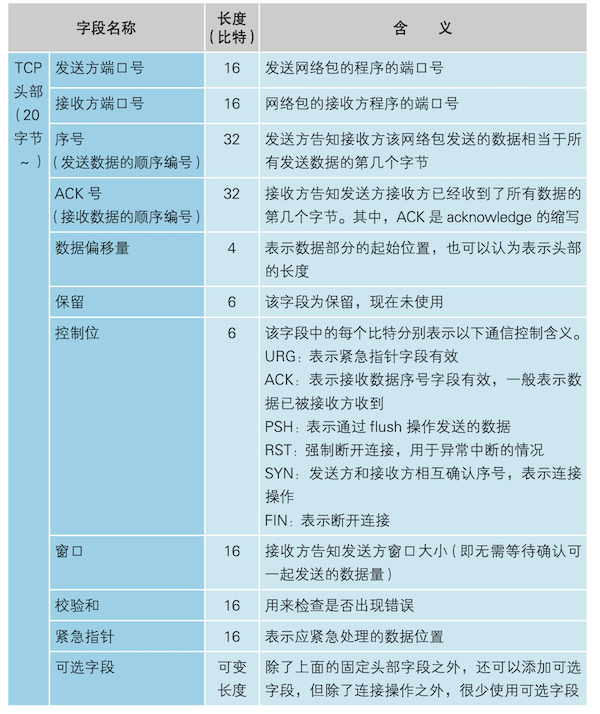 字段名称
长度
（比特）
含 义
TCP
头部
（20
字节
～）
发送方端口号
16
发送网络包的程序的端口号
接收方端口号
16
网络包的接收方程序的端口号
序号
（发送数据的顺序编号）
32
发送方告知接收方该网络包发送的数据相当于所
有发送数据的第几个字节
ACK 号
（接收数据的顺序编号）
32
接收方告知发送方接收方已经收到了所有数据的
第几个字节。其中，ACK 是 acknowledge 的缩写
数据偏移量
4
表示数据部分的起始位置，也可以认为表示头部
的长度
保留
6
该字段为保留，现在未使用
控制位
6
该字段中的每个比特分别表示以下通信控制含义。
URG：表示紧急指针字段有效
ACK：表示接收数据序号字段有效，一般表示数
据已被接收方收到
PSH：表示通过 flush 操作发送的数据
RST：强制断开连接，用于异常中断的情况
SYN：发送方和接收方相互确认序号，表示连接
操作
FIN：表示断开连接
窗口
16
接收方告知发送方窗口大小（即无需等待确认可
一起发送的数据量）
校验和
16
用来检查是否出现错误
紧急指针
16
表示应紧急处理的数据位置
可选字段
可变
长度
除了上面的固定头部字段之外，还可以添加可选
字段，但除了连接操作之外，很少使用可选字段